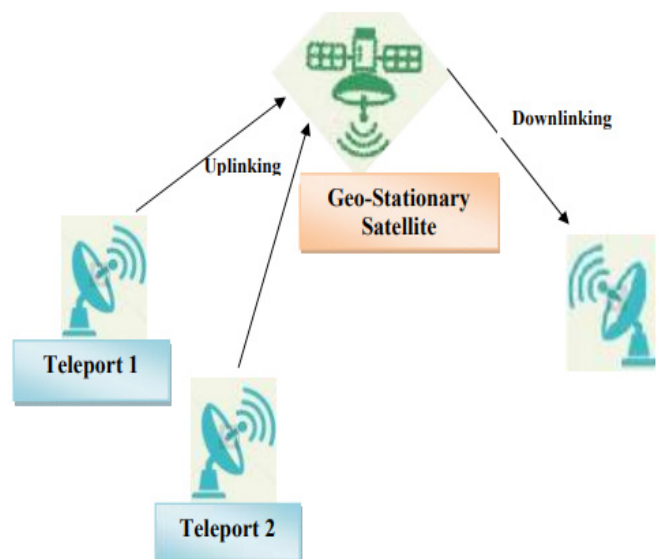 Downlinking
Uplinking
Geo-Stationary
Satellite
Teleport 1
Teleport 2